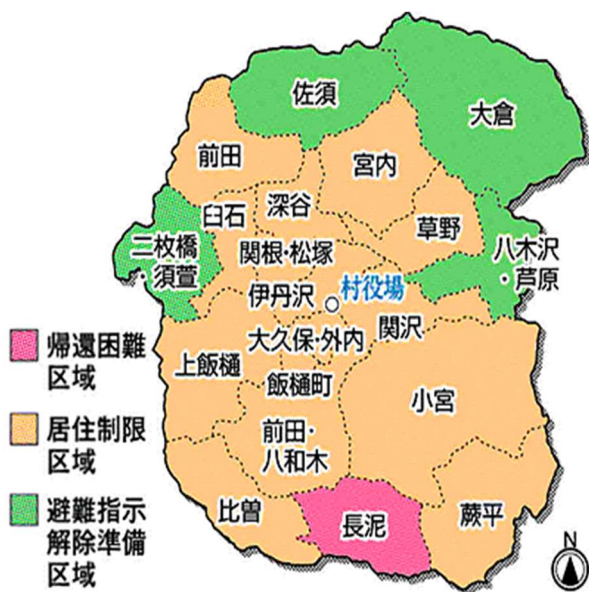 佐須
大倉
前田
宮内
臼石
深谷
草野
二枚橋
・須萱
関根・松塚
八木沢
・芦原
伊丹沢
村役場
大久保・外内
関沢
上飯樋
飯樋町
小宮
前田・
八和木
比曽
長泥
蕨平
帰還困難
区域
居住制限
区域
避難指示
解除準備
区域
N